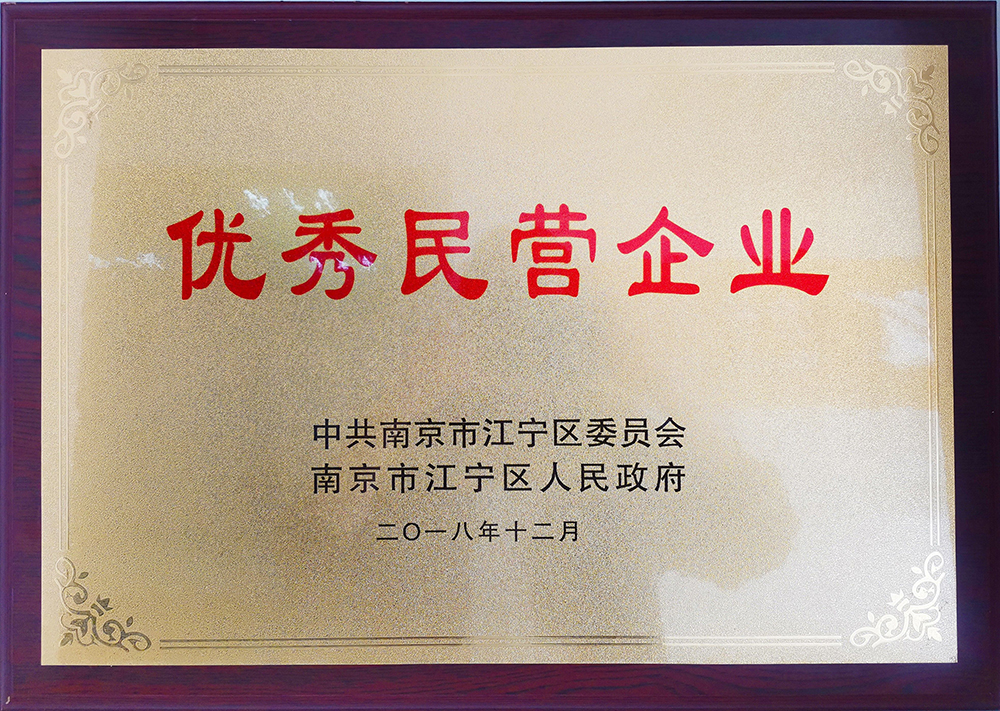 优秀民营企业
中共南京市江宁区委员会
南京市江宁区人民政府
二〇一八年十二月